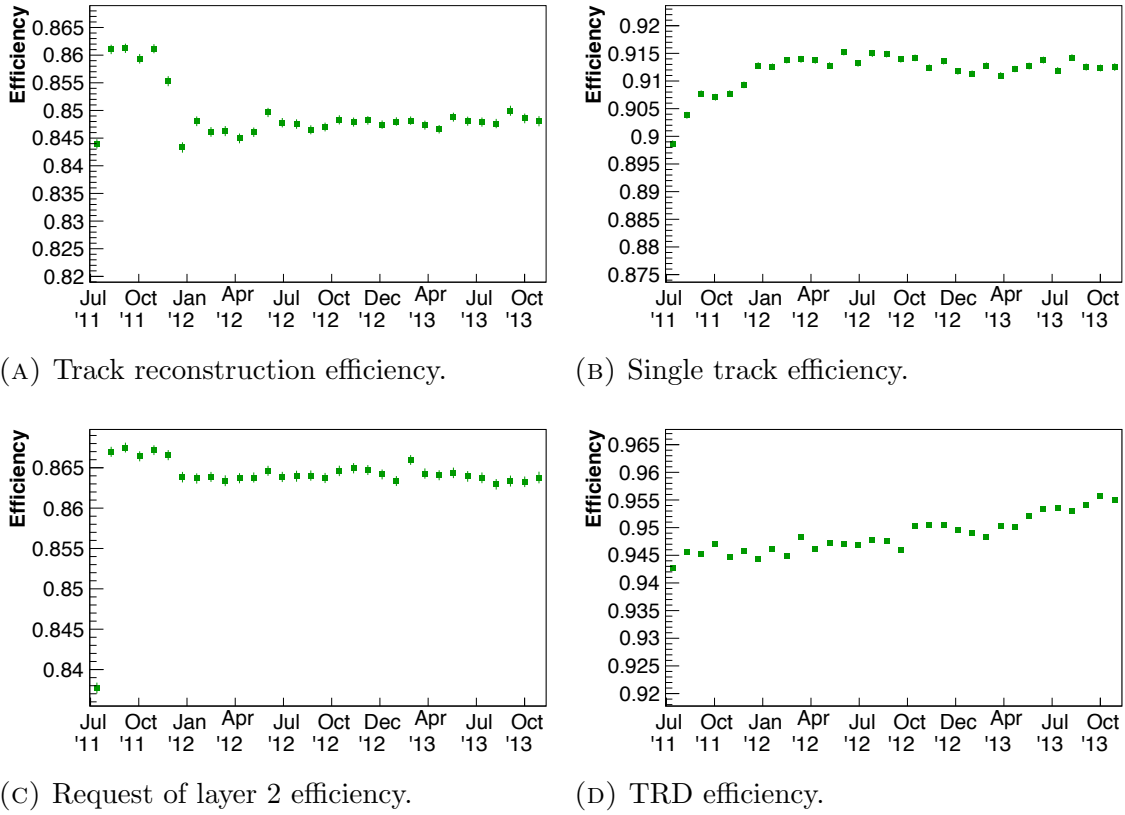 Efficiency
0.865
0.86
0.855
0.85
0.845
0.84
0.835
0.83
0.825
0.82
Jul Oct Jan Apr Jul Oct Dec Apr Jul Oct
'11 '11 '12 '12 '12 '12 '12 '13 '13 '13
(A) Track reconstruction efficiency.
Efficiency
0.92
0.915
0.91
0.905
0.9
0.895
0.89
0.885
0.88
0.875
Jul Oct Jan Apr Jul Oct Dec Apr Jul Oct
'11 '11 '12 '12 '12 '12 '12 '13 '13 '13
(B) Single track efficiency.
Efficiency
0.865
0.86
0.855
0.85
0.845
0.84
Jul Oct Jan Apr Jul Oct Dec Apr Jul Oct
'11 '11 '12 '12 '12 '12 '12 '13 '13 '13
(C) Request of layer 2 efficiency.
Efficiency
0.965
0.96
0.955
0.95
0.945
0.94
0.935
0.93
0.925
0.92
Jul Oct Jan Apr Jul Oct Dec Apr Jul Oct
'11 '11 '12 '12 '12 '12 '12 '13 '13 '13
(D) TRD efficiency.